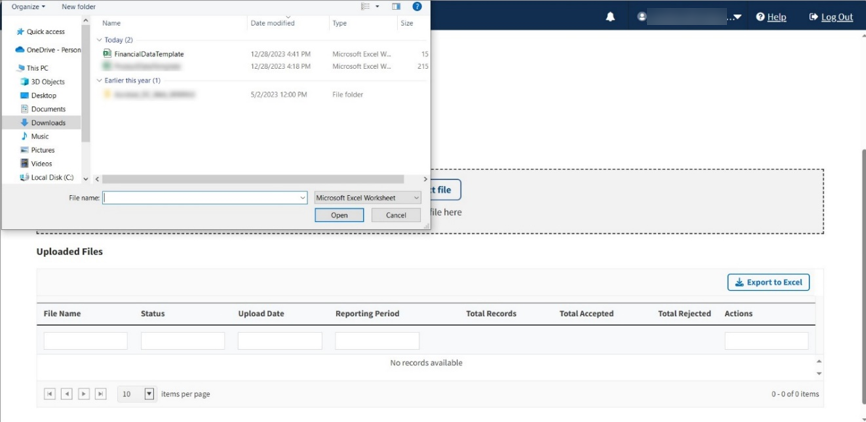 Organize
New folder
Help
Log Out
Name
Date modified
Type
Size
Quick access
OneDrive - Person
This PC
3D Objects
Desktop
Documents
Downloads
Music
Pictures
Videos
Local Disk (C:)
Today (2)
FinancialDataTemplate 12/28/2023 4:41 PM Microsoft Excel W... 15
12/28/2023 4:18 PM Microsoft Excel W... 215
Earlier this year (1)
5/2/2023 12:00 PM File folder
File name:
Microsoft Excel Worksheet
Open
Cancel
t file
file here
Uploaded Files
Export to Excel
File Name Status Upload Date Reporting Period Total Records Total Accepted Total Rejected Actions
No records available
10 items per page
0 - 0 of 0 items